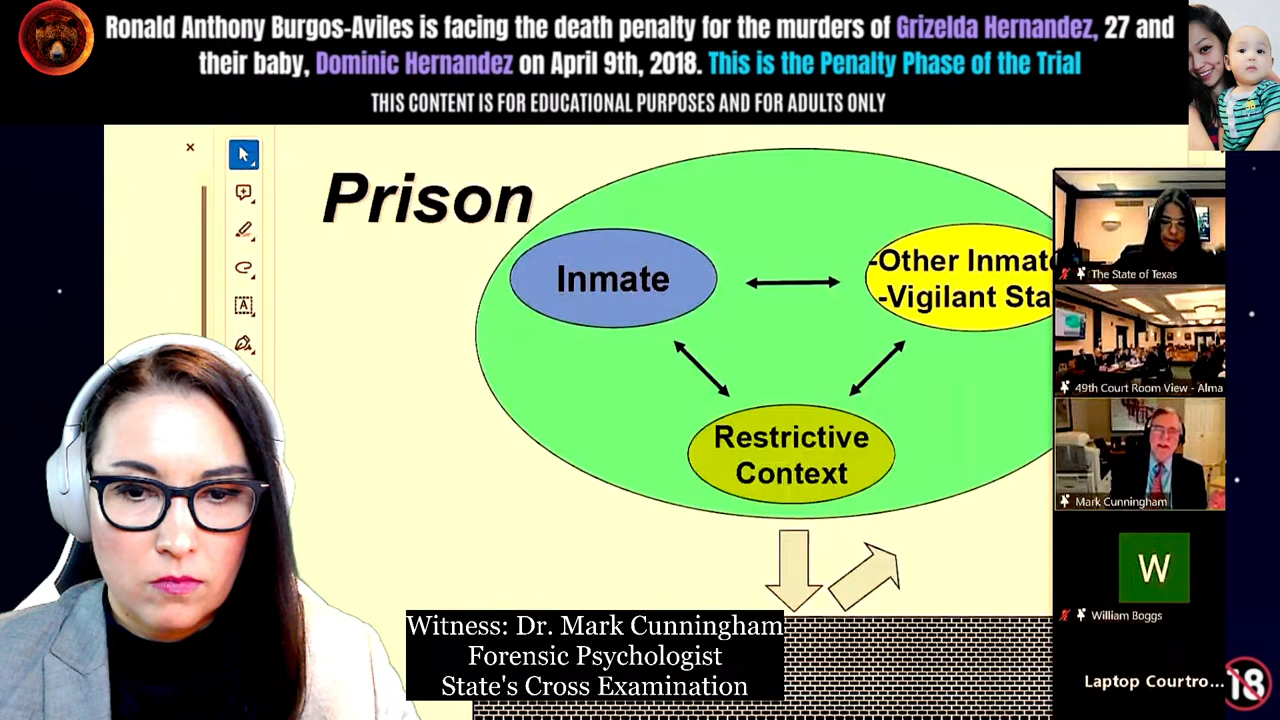 Ronald Anthony Burgos-Aviles is facing the death penalty for the murders of Grizelda Hernandez, 27 and
their baby, Dominic Hernandez on April 9th, 2018. This is the Penalty Phase of the Trial
THIS CONTENT IS FOR EDUCATIONAL PURPOSES AND FOR ADULTS ONLY
Prison
Inmate
-Other Inmat
-Vigilant Sta
Restrictive
Context
The State of Texas
49th Court Room View - Alma
Mark Cunningham
W
William Boggs
Laptop Courtro...
Witness: Dr. Mark Cunningham
Forensic Psychologist
State's Cross Examination
18